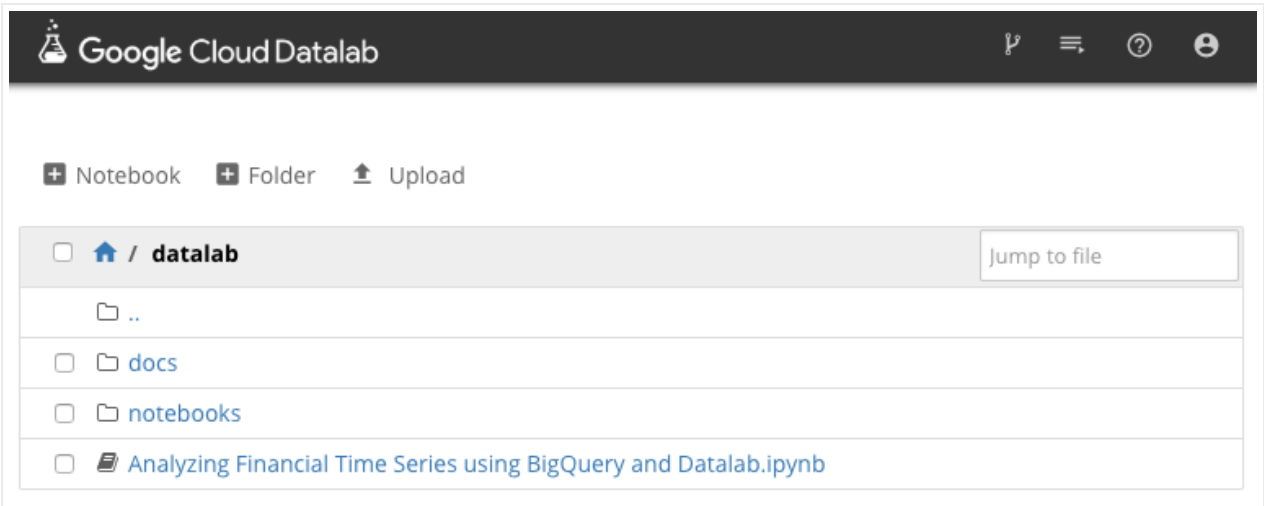 Google Cloud Datalab
Notebook Folder Upload
/ datalab Jump to file
..
docs
notebooks
Analyzing Financial Time Series using BigQuery and Datalab.ipynb